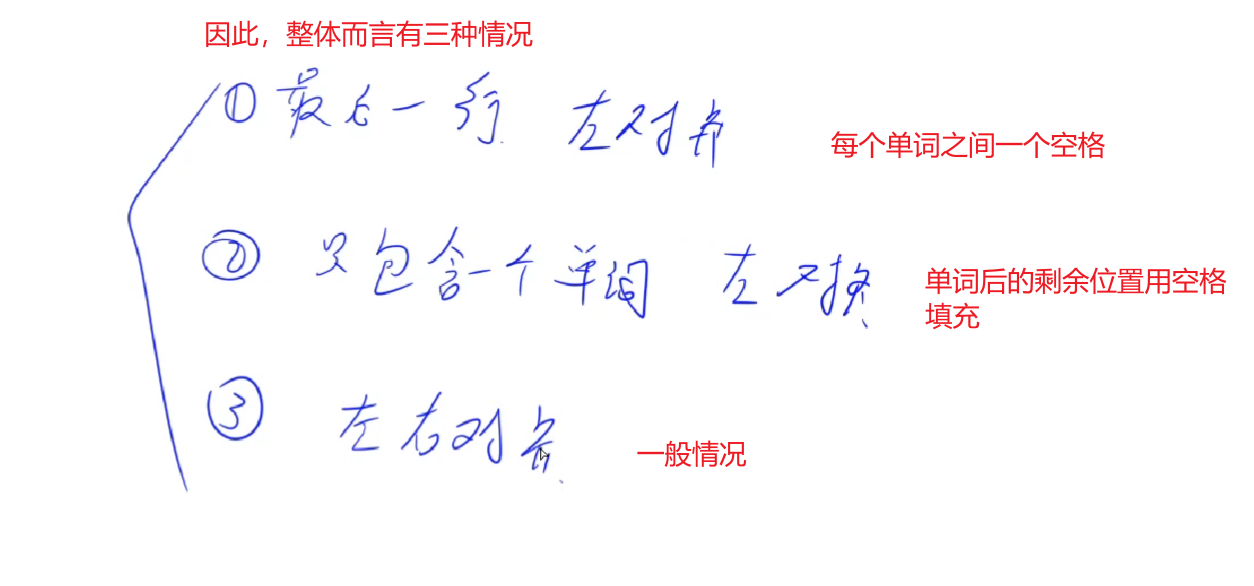 因此，整体而言有三种情况
① 最后一行 左对齐
每个单词之间一个空格
② 只包含一个单词 左对齐
单词后的剩余位置用空格
填充
③ 左右对齐
一般情况